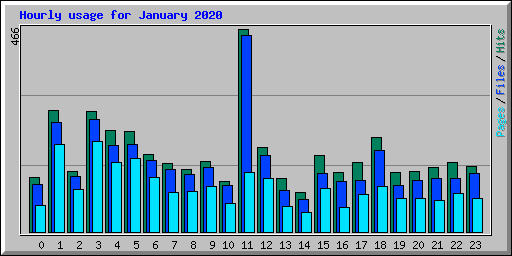 Hourly usage for January 2020
466
Pages/Files/Hits
0 1 2 3 4 5 6 7 8 9 10 11 12 13 14 15 16 17 18 19 20 21 22 23